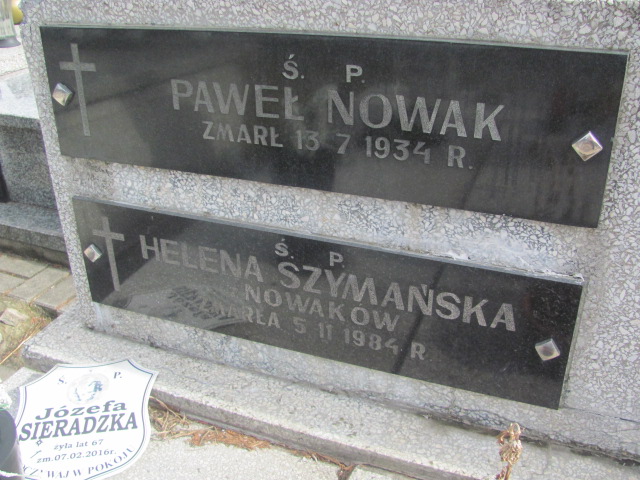 Ś. P.
PAWEŁ NOWAK
ZMARŁ 13 7 1934 R.
Ś. P.
HELENA SZYMAŃSKA
NOWAKÓW
ZMARŁA 5 11 1984 R
Ś. P.
Józefa
SIERADZKA
żyła lat 67
zm.07.02.2016r.
W POKOJU